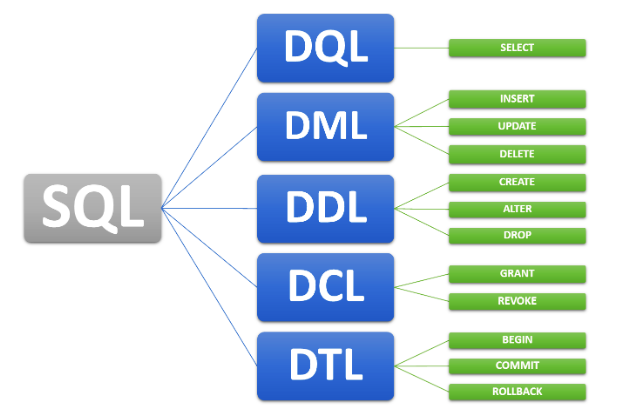 SQL
DQL
SELECT
DML
INSERT
UPDATE
DELETE
DDL
CREATE
ALTER
DROP
DCL
GRANT
REVOKE
DTL
BEGIN
COMMIT
ROLLBACK